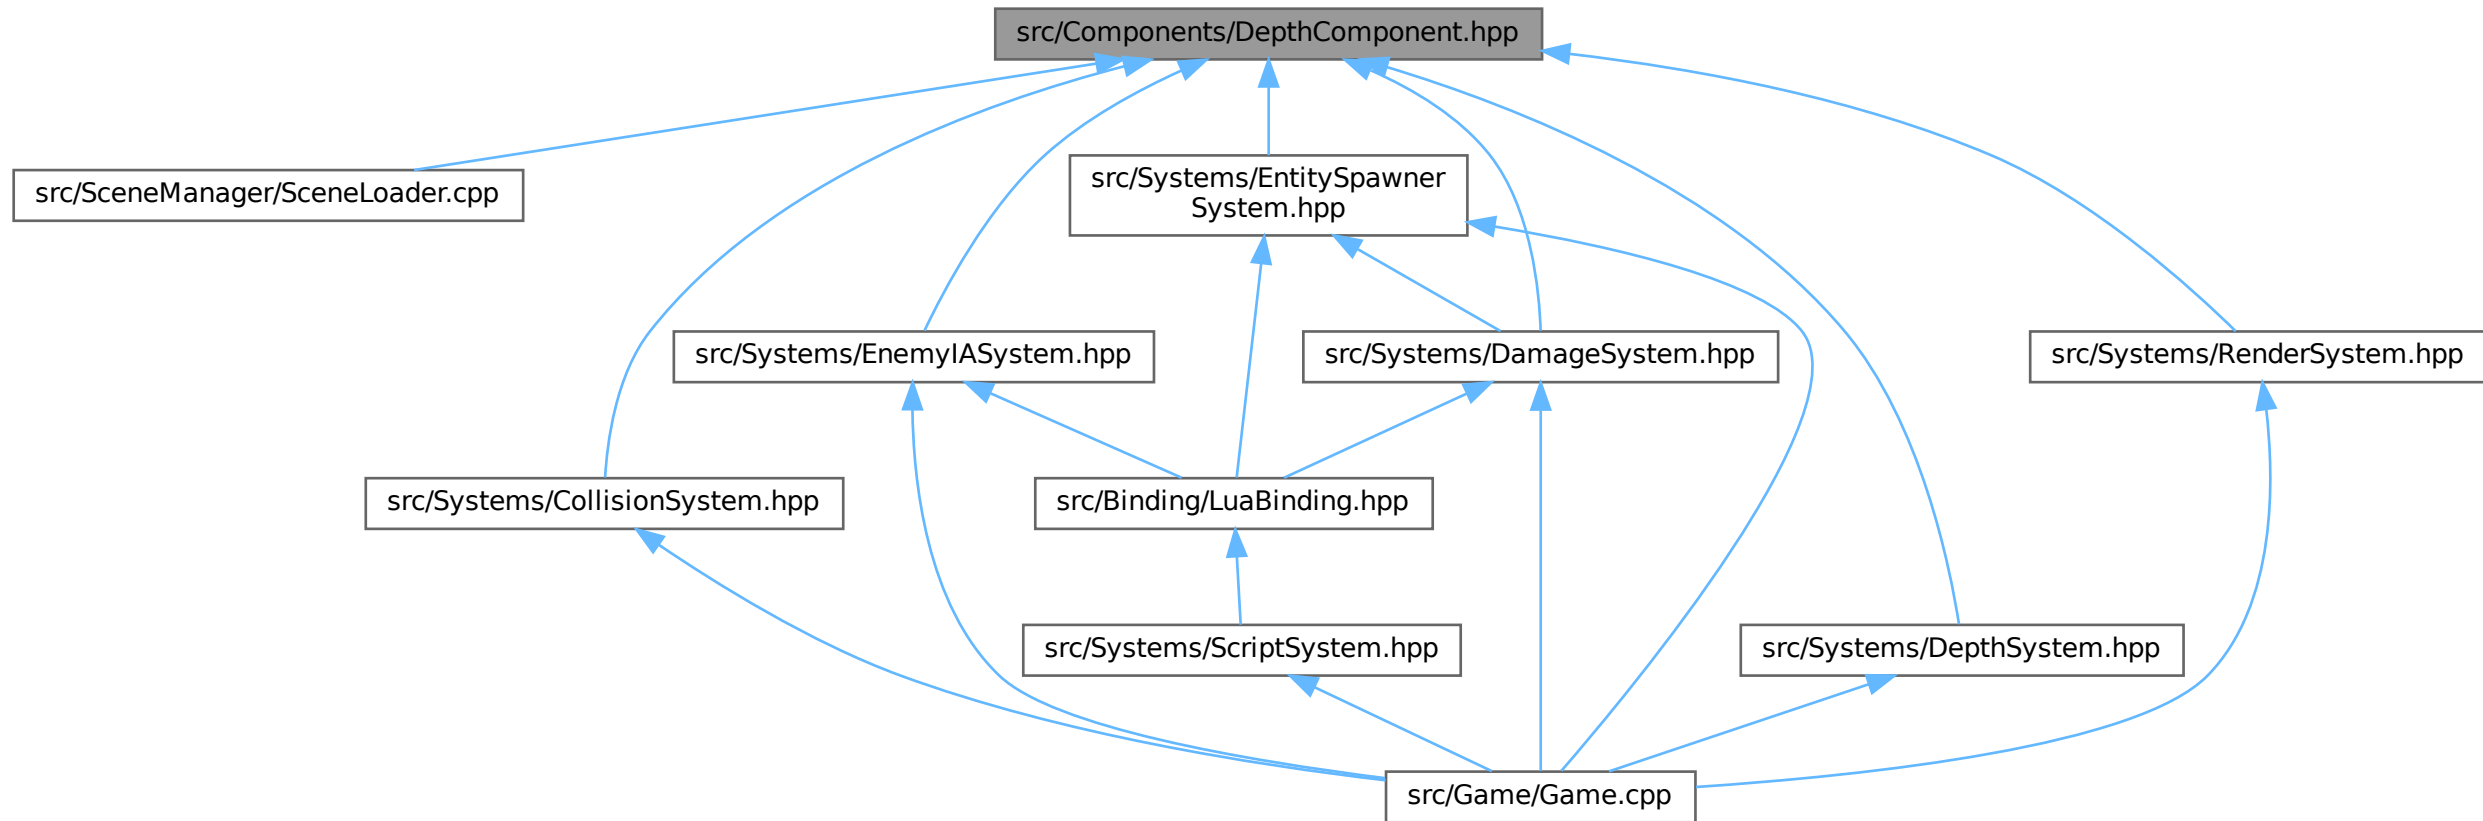 src/Components/DepthComponent.hpp
src/SceneManager/SceneLoader.cpp
src/Systems/EntitySpawner
System.hpp
src/Systems/EnemyIASystem.hpp
src/Systems/DamageSystem.hpp
src/Systems/RenderSystem.hpp
src/Systems/CollisionSystem.hpp
src/Binding/LuaBinding.hpp
src/Systems/ScriptSystem.hpp
src/Systems/DepthSystem.hpp
src/Game/Game.cpp